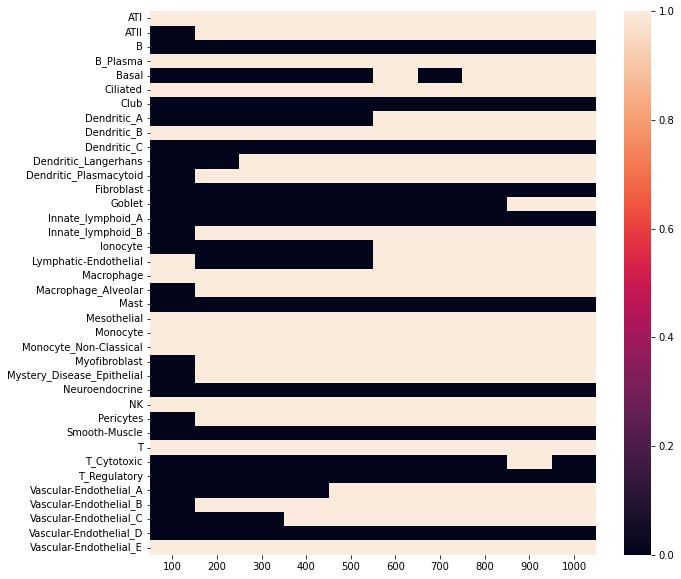 ATI
ATII
B
B_Plasma
Basal
Ciliated
Club
Dendritic_A
Dendritic_B
Dendritic_C
Dendritic_Langerhans
Dendritic_Plasmacytoid
Fibroblast
Goblet
Innate_lymphoid_A
Innate_lymphoid_B
Ionocyte
Lymphatic-Endothelial
Macrophage
Macrophage_Alveolar
Mast
Mesothelial
Monocyte
Monocyte_Non-Classical
Myofibroblast
Mystery_Disease_Epithelial
Neuroendocrine
NK
Pericytes
Smooth-Muscle
T
T_Cytotoxic
T_Regulatory
Vascular-Endothelial_A
Vascular-Endothelial_B
Vascular-Endothelial_C
Vascular-Endothelial_D
Vascular-Endothelial_E
100 200 300 400 500 600 700 800 900 1000
1.0
0.8
0.6
0.4
0.2
0.0